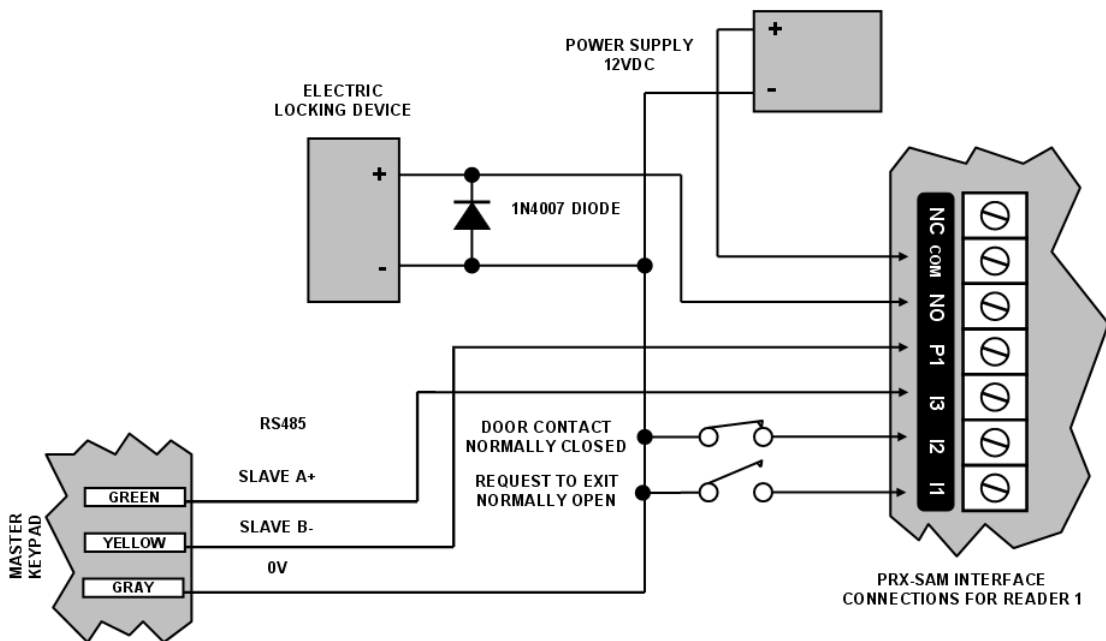 POWER SUPPLY
12VDC
+
-
ELECTRIC
LOCKING DEVICE
+
-
1N4007 DIODE
NC
COM
NO
P1
I3
I2
I1
RS485
DOOR CONTACT
NORMALLY CLOSED
REQUEST TO EXIT
NORMALLY OPEN
SLAVE A+
SLAVE B-
0V
MASTER
KEYPAD
GREEN
YELLOW
GRAY
PRX-SAM INTERFACE
CONNECTIONS FOR READER 1